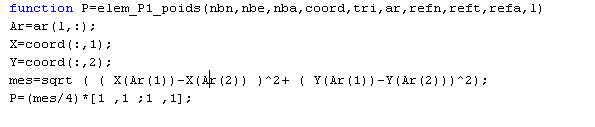 function P=elem_P1_poids(nbn,nbe,nba,coord,tri,ar,refn,reft,refa,l)
Ar=ar(l,:);
X=coord(:,1);
Y=coord(:,2);
mes=sqrt ( ( X(Ar(1))-X(Ar(2)) )^2+ ( Y(Ar(1))-Y(Ar(2)))^2);
P=(mes/4)*[1 ,1 ;1 ,1];